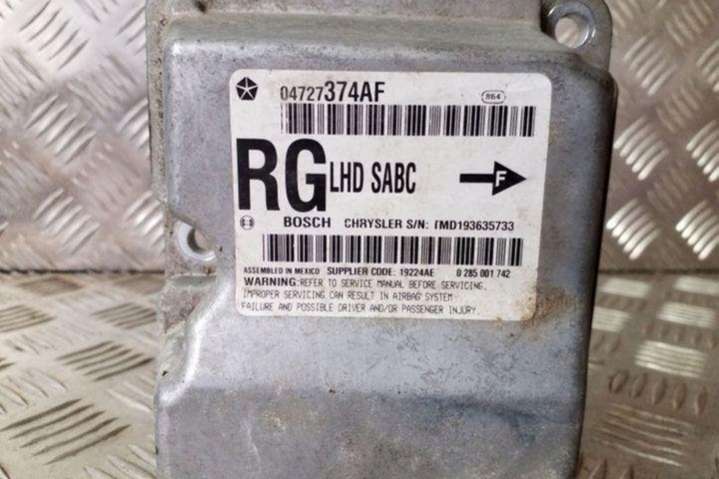 04727374AF 864
RG LHD SABC F
BOSCH CHRYSLER S/N: TMD193635733
ASSEMBLED IN MEXICO SUPPLIER CODE: 19224AE 0 285 001 742
WARNING:REFER TO SERVICE MANUAL BEFORE SERVICING.
IMPROPER SERVICING CAN RESULT IN AIRBAG SYSTEM
FAILURE AND POSSIBLE DRIVER AND/OR PASSENGER INJURY.